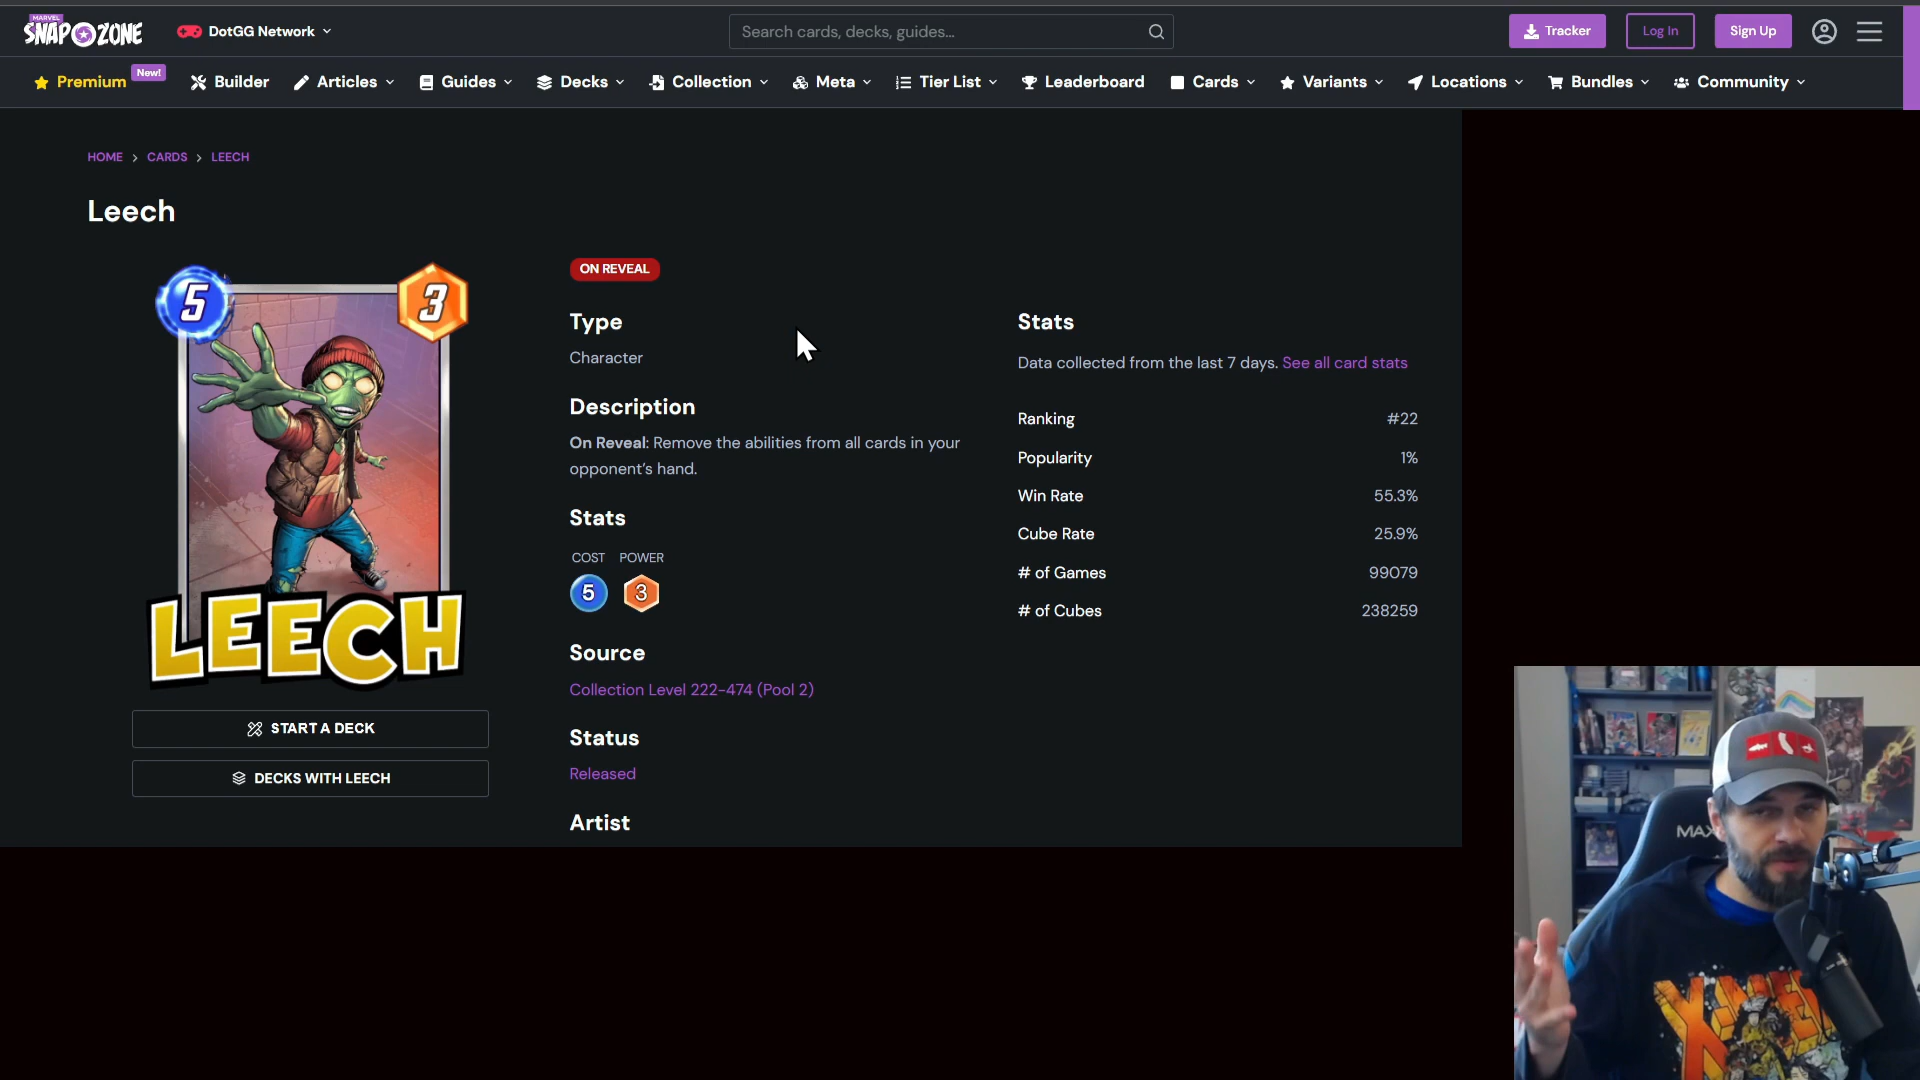 MARVEL
SNAP ZONE
DotGG Network
Search cards, decks, guides...
Tracker
Log In
Sign Up
Premium
New!
Builder
Articles
Guides
Decks
Collection
Meta
Tier List
Leaderboard
Cards
Variants
Locations
Bundles
Community
HOME > CARDS > LEECH
Leech
5
3
LEECH
START A DECK
DECKS WITH LEECH
ON REVEAL
Type
Character
Description
On Reveal: Remove the abilities from all cards in your
opponent’s hand.
Stats
COST POWER
5 3
Source
Collection Level 222-474 (Pool 2)
Status
Released
Artist
Stats
Data collected from the last 7 days. See all card stats
Ranking #22
Popularity 1%
Win Rate 55.3%
Cube Rate 25.9%
# of Games 99079
# of Cubes 238259
X-MEN